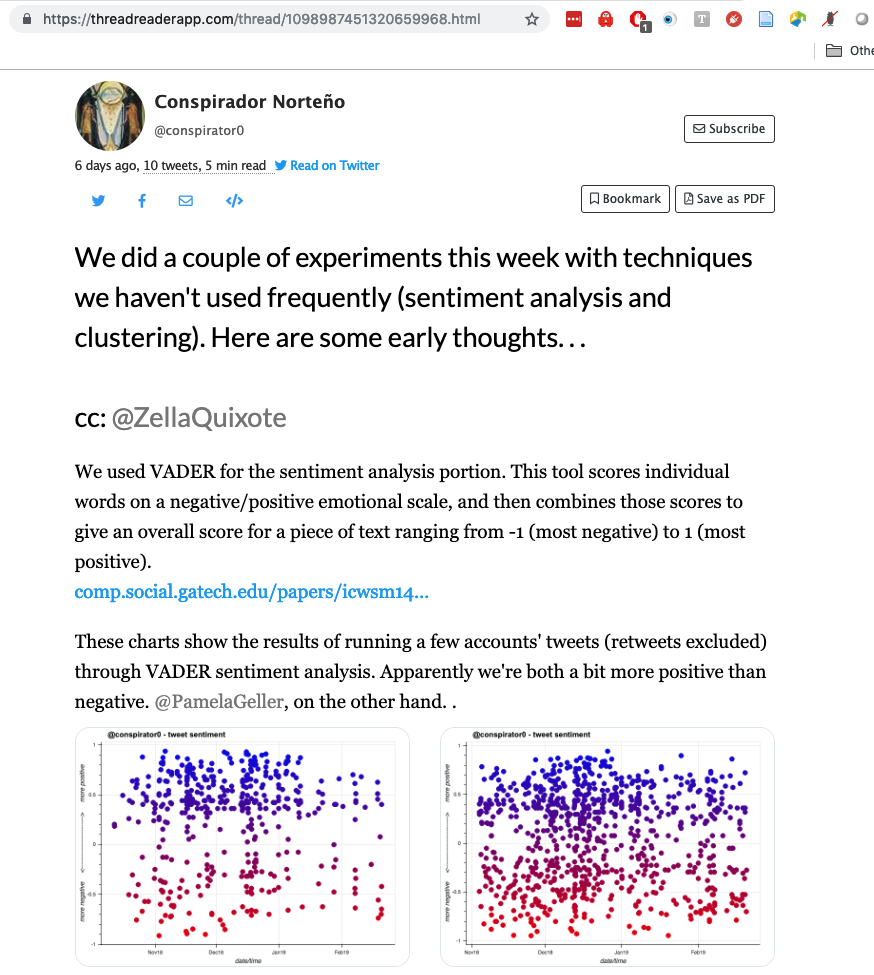 https://threadreaderapp.com/thread/1098987451320659968.html
1
T
Othe
Conspirador Norteño
@conspirator0
Subscribe
6 days ago, 10 tweets, 5 min read Read on Twitter
</>
Bookmark
Save as PDF
We did a couple of experiments this week with techniques
we haven't used frequently (sentiment analysis and
clustering). Here are some early thoughts. . .
cc: @ZellaQuixote
We used VADER for the sentiment analysis portion. This tool scores individual
words on a negative/positive emotional scale, and then combines those scores to
give an overall score for a piece of text ranging from -1 (most negative) to 1 (most
positive).
comp.social.gatech.edu/papers/icwsm14...
These charts show the results of running a few accounts' tweets (retweets excluded)
through VADER sentiment analysis. Apparently we're both a bit more positive than
negative. @PamelaGeller, on the other hand. .
@conspirator0 - tweet sentiment
more positive
more negative
1
0.5
0
-0.5
-1
Nov18
Dec18
Jan19
Feb19
date/time
@conspirator0 - tweet sentiment
more positive
more negative
1
0.5
0
-0.5
-1
Nov18
Dec18
Jan19
Feb19
date/time